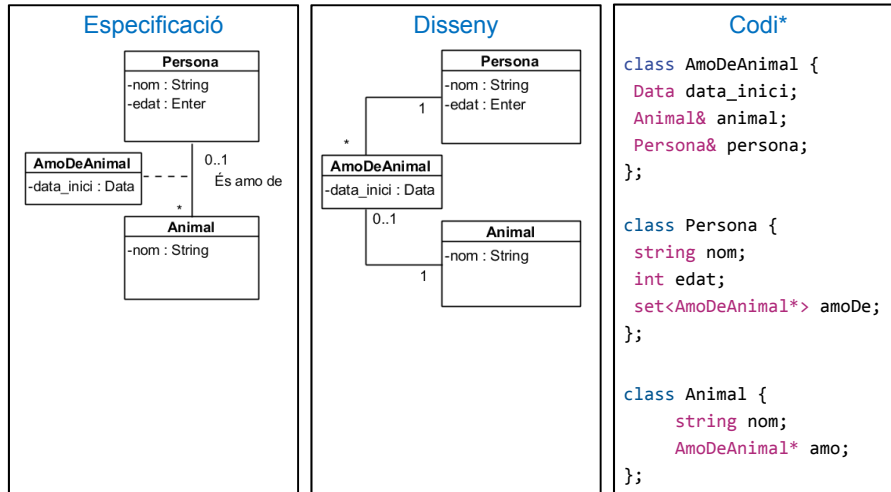 Especificació
Persona
-nom : String
-edat : Enter
AmoDeAnimal
-data_inici : Data
0..1
És amo de
*
Animal
-nom : String
Disseny
Persona
-nom : String
-edat : Enter
1
*
AmoDeAnimal
-data_inici : Data
0..1
Animal
-nom : String
1
Codi*
class AmoDeAnimal {
Data data_inici;
Animal& animal;
Persona& persona;
};
class Persona {
string nom;
int edat;
set<AmoDeAnimal*> amoDe;
};
class Animal {
string nom;
AmoDeAnimal* amo;
};